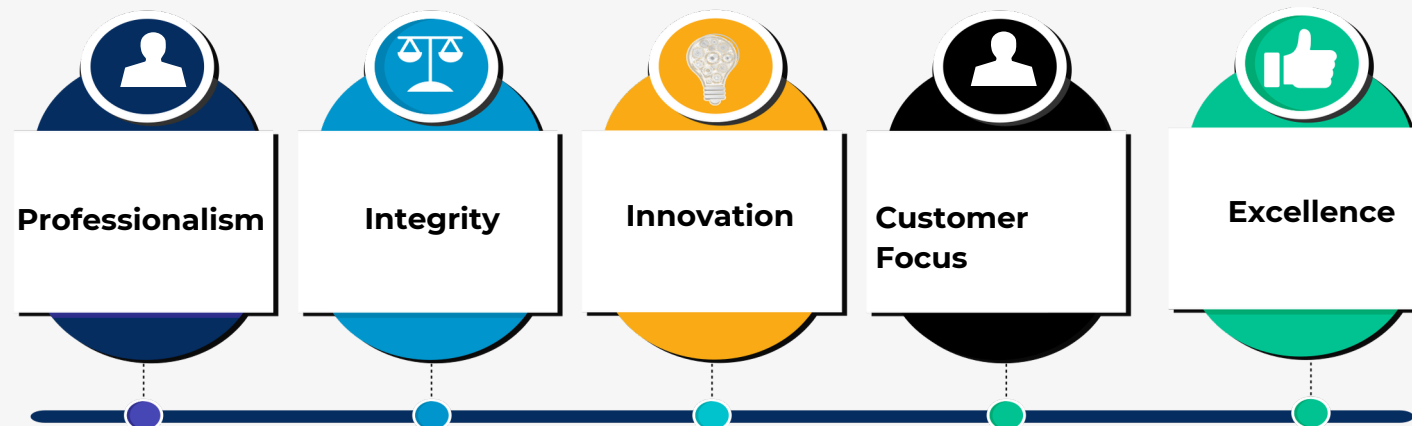 Professionalism
Integrity
Innovation
Customer
Focus
Excellence